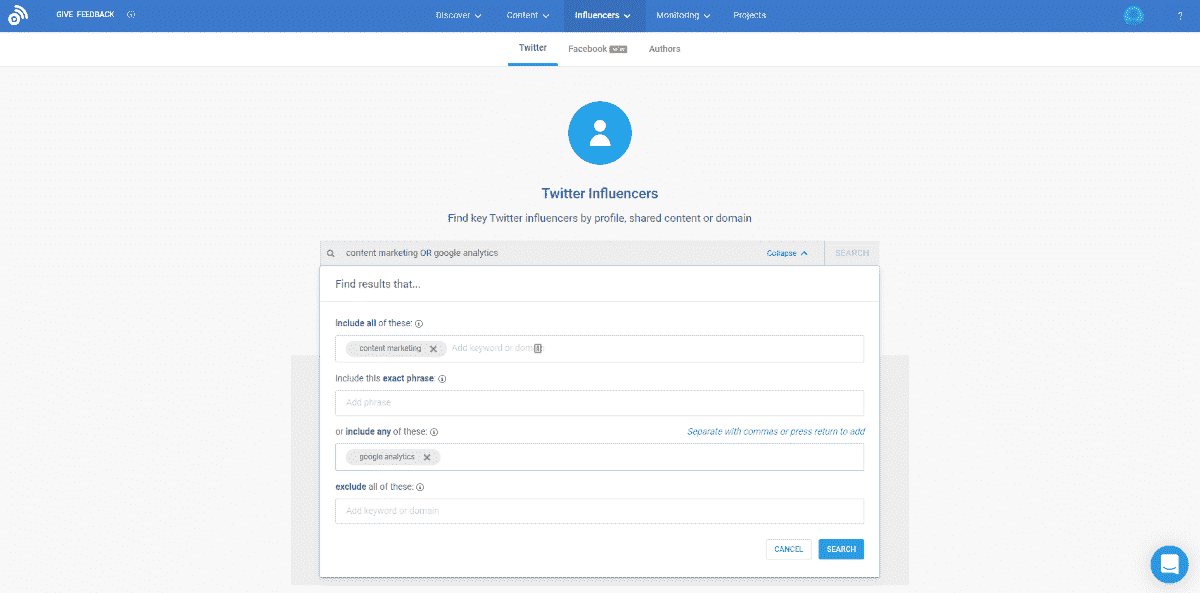 GIVE FEEDBACK Discover Content Influencers Monitoring Projects ?
Twitter Facebook NEW Authors
Twitter Influencers
Find key Twitter influencers by profile, shared content or domain
content marketing OR google analytics Collapse SEARCH
Find results that...
Include all of these:
content marketing Add keyword or domain
Include this exact phrase:
Add phrase
or include any of these: Separate with commas or press return to add
google analytics
exclude all of these:
Add keyword or domain
CANCEL SEARCH